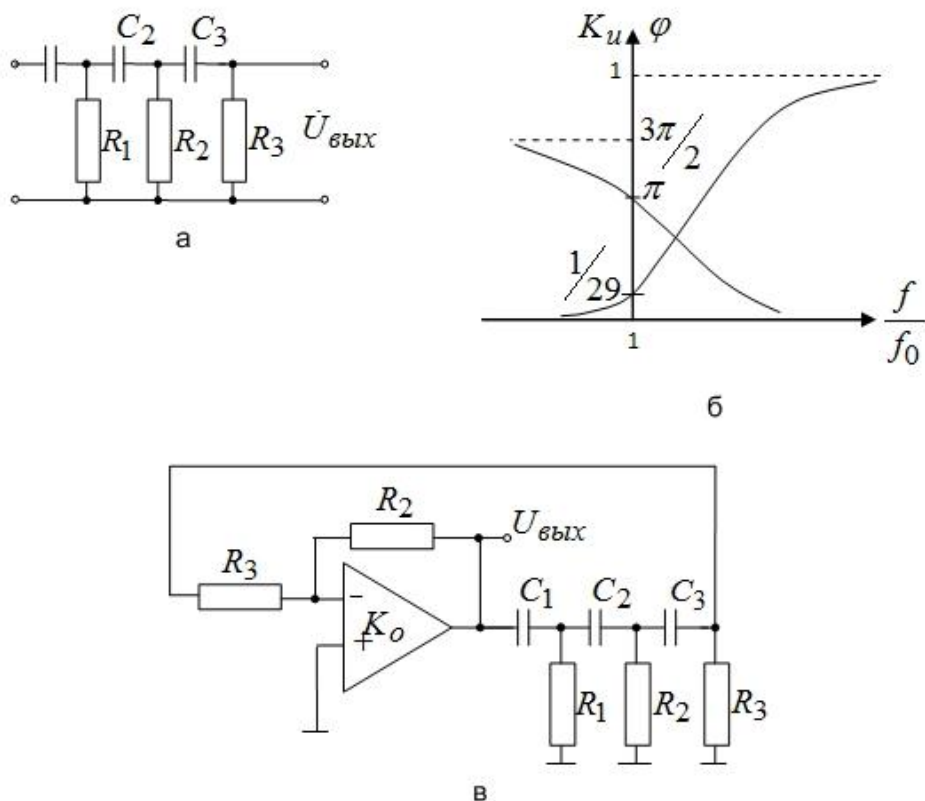 C2 C3
R1 R2 R3 U̇вых
а
Ku φ
1
3π/2
π
1/29
1
f/f0
б
R2 Uвых
R3
C1 C2 C3
− Ko
+
R1 R2 R3
в